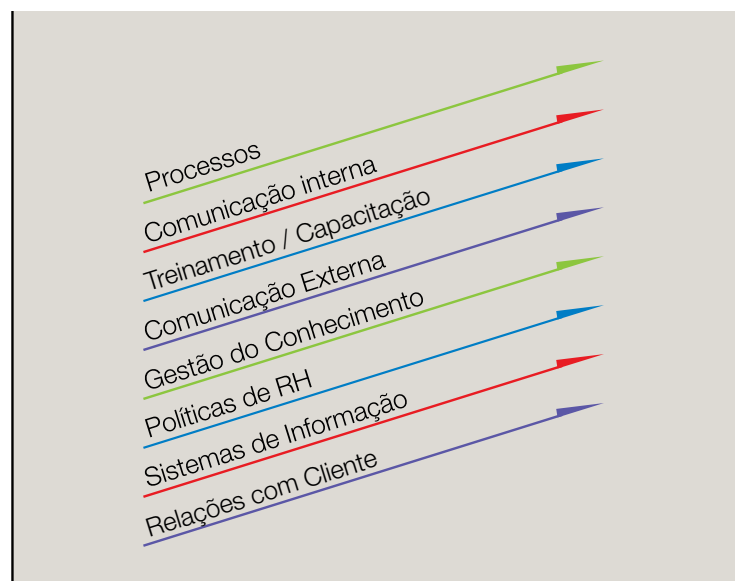 Processos
Comunicação interna
Treinamento / Capacitação
Comunicação Externa
Gestão do Conhecimento
Políticas de RH
Sistemas de Informação
Relações com Cliente